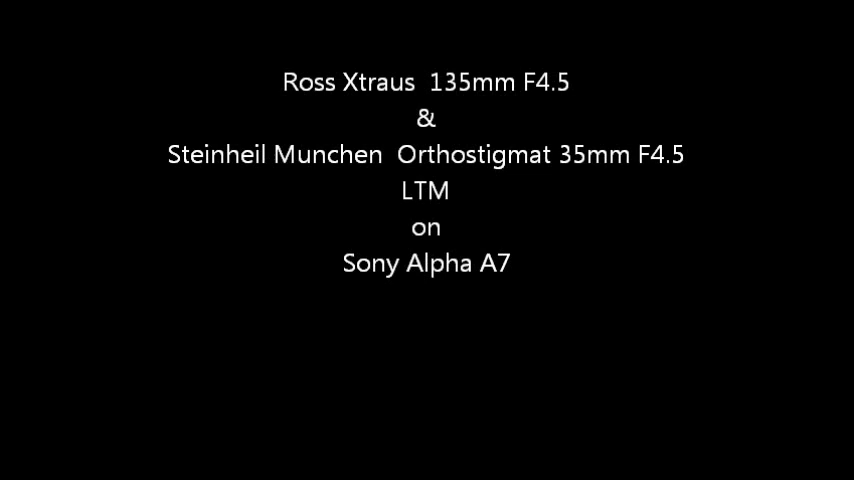 Ross Xtraus  135mm F4.5
&
Steinheil Munchen  Orthostigmat 35mm F4.5
LTM
on
Sony Alpha A7